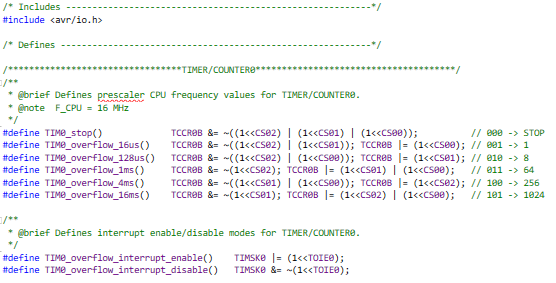 /* Includes ----------------------------------------------------------*/
#include <avr/io.h>
/* Defines -----------------------------------------------------------*/
/********************************TIMER/COUNTER0*************************************/
/**
* @brief Defines prescaler CPU frequency values for TIMER/COUNTER0.
* @note F_CPU = 16 MHz
*/
#define TIM0_stop() TCCR0B &= ~((1<<CS02) | (1<<CS01) | (1<<CS00)); // 000 -> STOP
#define TIM0_overflow_16us() TCCR0B &= ~((1<<CS02) | (1<<CS01)); TCCR0B |= (1<<CS00); // 001 -> 1
#define TIM0_overflow_128us() TCCR0B &= ~((1<<CS02) | (1<<CS00)); TCCR0B |= (1<<CS01); // 010 -> 8
#define TIM0_overflow_1ms() TCCR0B &= ~(1<<CS02); TCCR0B |= (1<<CS01) | (1<<CS00); // 011 -> 64
#define TIM0_overflow_4ms() TCCR0B &= ~((1<<CS01) | (1<<CS00)); TCCR0B |= (1<<CS02); // 100 -> 256
#define TIM0_overflow_16ms() TCCR0B &= ~(1<<CS01); TCCR0B |= (1<<CS02) | (1<<CS00); // 101 -> 1024
/**
* @brief Defines interrupt enable/disable modes for TIMER/COUNTER0.
*/
#define TIM0_overflow_interrupt_enable() TIMSK0 |= (1<<TOIE0);
#define TIM0_overflow_interrupt_disable() TIMSK0 &= ~(1<<TOIE0);